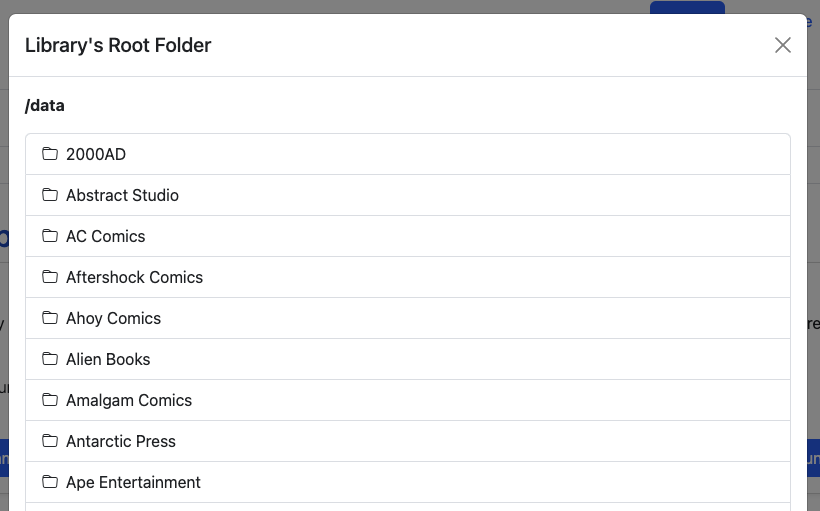 Library's Root Folder
/data
2000AD
Abstract Studio
AC Comics
Aftershock Comics
Ahoy Comics
Alien Books
Amalgam Comics
Antarctic Press
Ape Entertainment